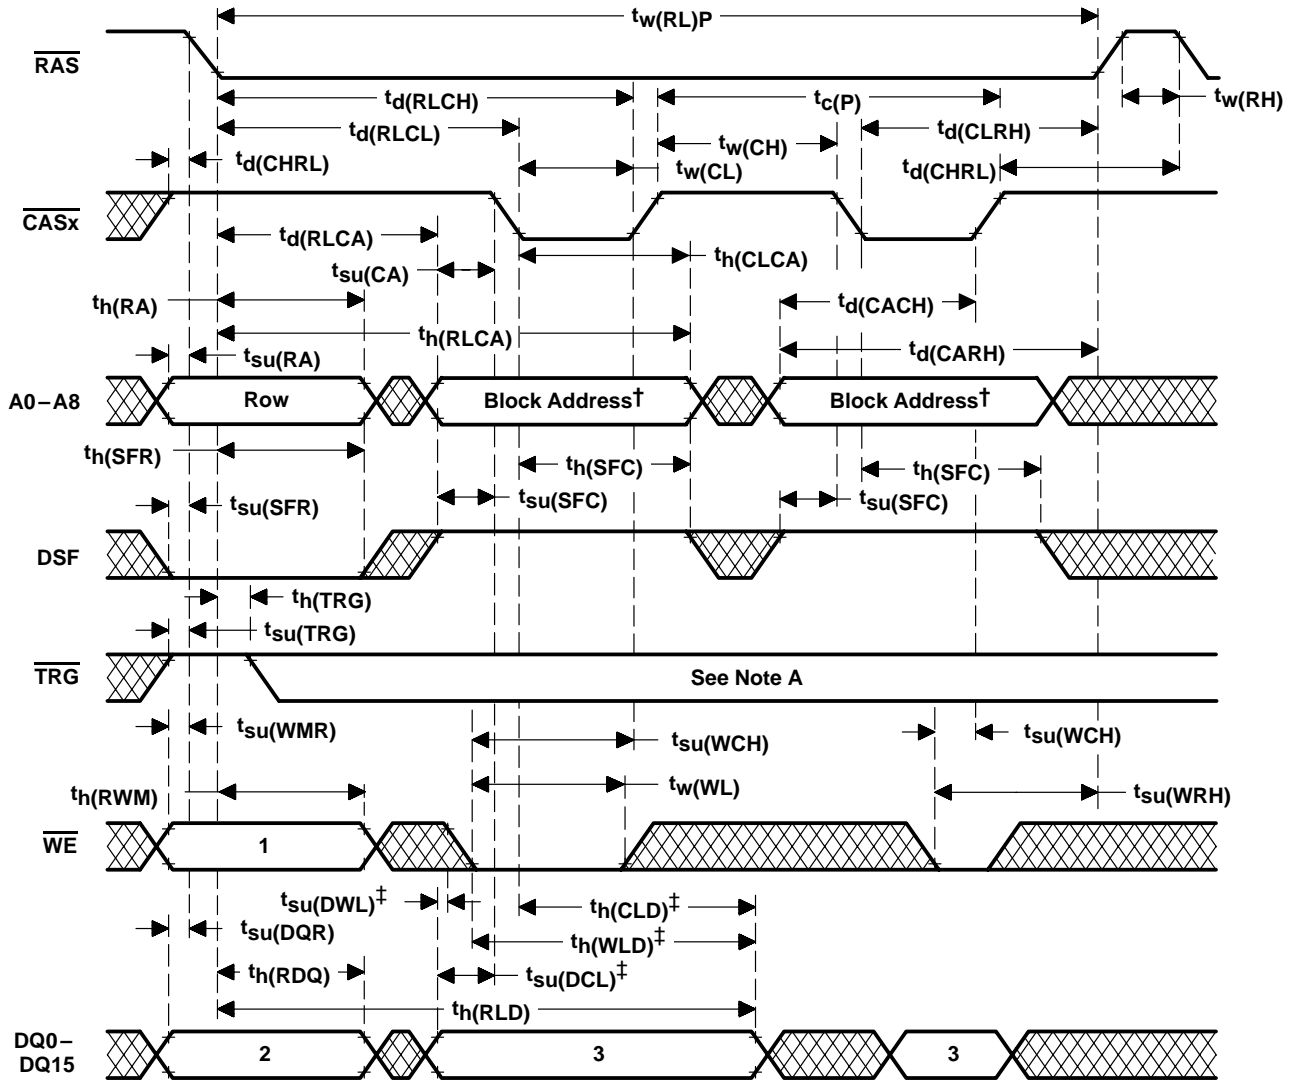 tw(RL)P
RAS
td(RLCH)
tc(P)
tw(RH)
td(RLCL)
td(CLRH)
tw(CH)
td(CHRL)
tw(CL)
td(CHRL)
CASx
td(RLCA)
th(CLCA)
tsu(CA)
th(RA)
td(CACH)
th(RLCA)
tsu(RA)
td(CARH)
A0–A8
Row
Block Address†
Block Address†
th(SFR)
th(SFC)
th(SFC)
tsu(SFR)
tsu(SFC)
tsu(SFC)
DSF
th(TRG)
tsu(TRG)
TRG
See Note A
tsu(WMR)
tsu(WCH)
tsu(WCH)
th(RWM)
tw(WL)
tsu(WRH)
WE
1
tsu(DWL)‡
th(CLD)‡
tsu(DQR)
th(WLD)‡
th(RDQ)
tsu(DCL)‡
th(RLD)
DQ0–
DQ15
2
3
3